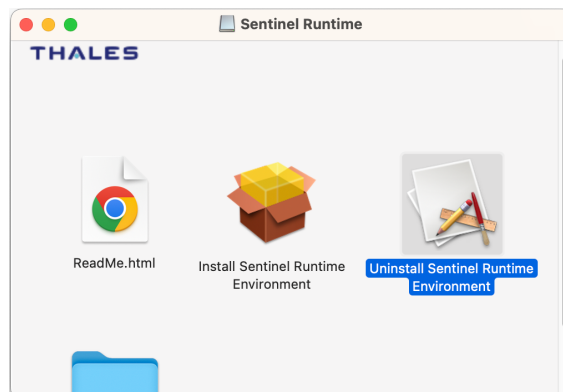 Sentinel Runtime
THALES
ReadMe.html
Install Sentinel Runtime
Environment
Uninstall Sentinel Runtime
Environment